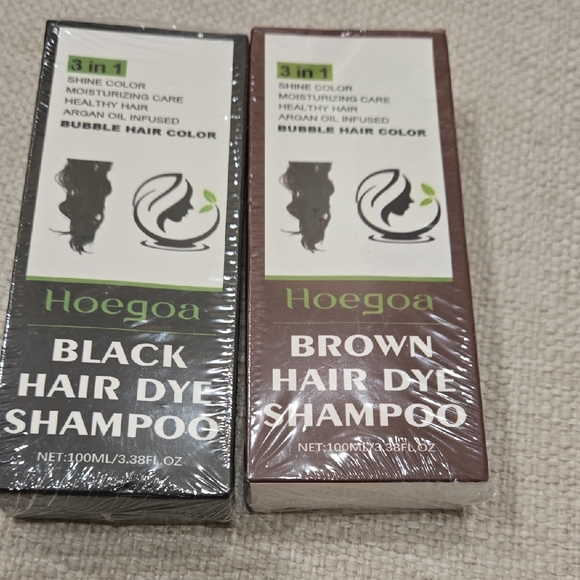 3 in 1
SHINE COLOR
MOISTURIZING CARE
HEALTHY HAIR
ARGAN OIL INFUSED
BUBBLE HAIR COLOR
Hoegoa
BLACK
HAIR DYE
SHAMPOO
NET:100ML/3.38FL.OZ
3 in 1
SHINE COLOR
MOISTURIZING CARE
HEALTHY HAIR
ARGAN OIL INFUSED
BUBBLE HAIR COLOR
Hoegoa
BROWN
HAIR DYE
SHAMPOO
NET:100ML/3.38FL.OZ